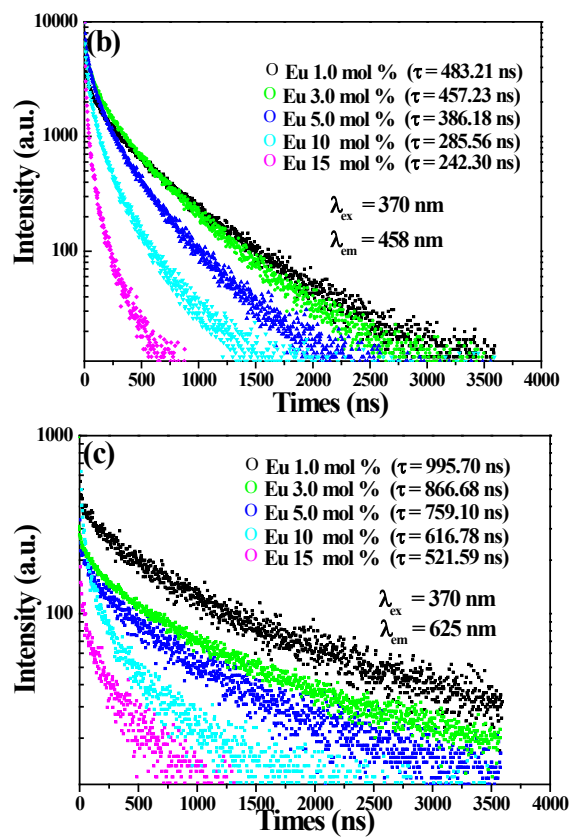 (b)
10000
1000
100
Intensity (a.u.)
O Eu 1.0 mol % (τ = 483.21 ns)
O Eu 3.0 mol % (τ = 457.23 ns)
O Eu 5.0 mol % (τ = 386.18 ns)
O Eu 10 mol % (τ = 285.56 ns)
O Eu 15 mol % (τ = 242.30 ns)
λex = 370 nm
λem = 458 nm
0 500 1000 1500 2000 2500 3000 3500 4000
Times (ns)
(c)
1000
100
Intensity (a.u.)
O Eu 1.0 mol % (τ = 995.70 ns)
O Eu 3.0 mol % (τ = 866.68 ns)
O Eu 5.0 mol % (τ = 759.10 ns)
O Eu 10 mol % (τ = 616.78 ns)
O Eu 15 mol % (τ = 521.59 ns)
λex = 370 nm
λem = 625 nm
0 500 1000 1500 2000 2500 3000 3500 4000
Times (ns)